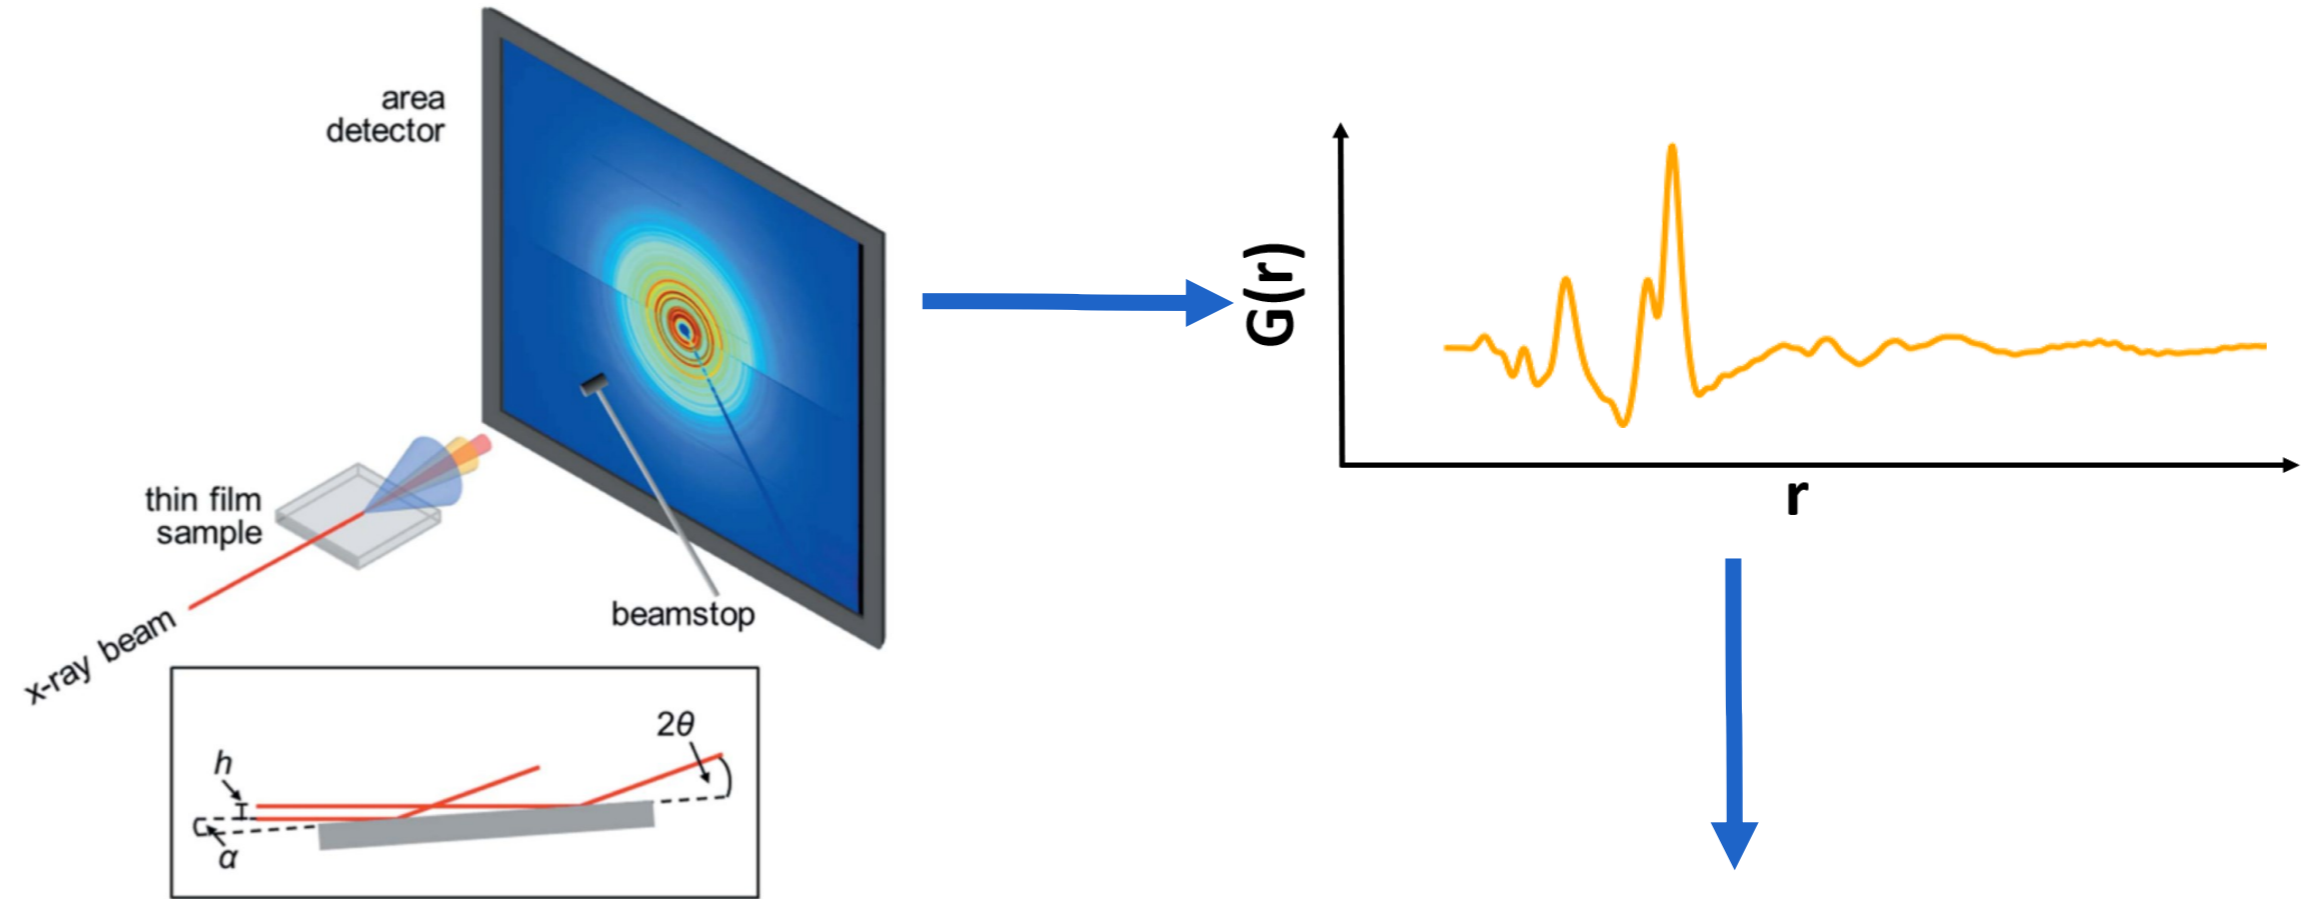 area
detector
thin film
sample
x-ray beam
beamstop
h
α
2θ
G(r)
r